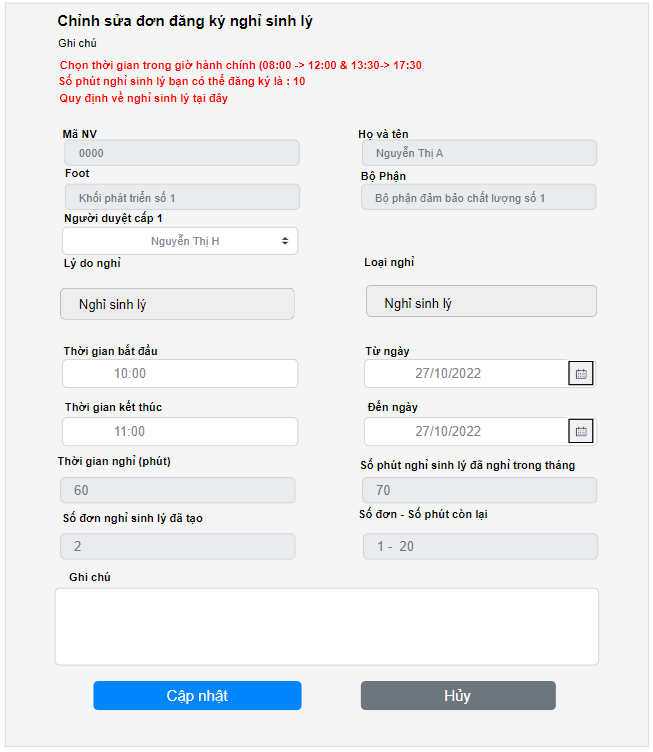 Chỉnh sửa đơn đăng ký nghỉ sinh lý
Ghi chú
Chọn thời gian trong giờ hành chính (08:00 -> 12:00 & 13:30-> 17:30
Số phút nghỉ sinh lý bạn có thể đăng ký là : 10
Quy định về nghỉ sinh lý tại đây
Mã NV
Họ và tên
0000
Nguyễn Thị A
Foot
Bộ Phận
Khối phát triển số 1
Bộ phận đảm bảo chất lượng số 1
Người duyệt cấp 1
Nguyễn Thị H
Lý do nghỉ
Loại nghỉ
Nghỉ sinh lý
Nghỉ sinh lý
Thời gian bắt đầu
Từ ngày
10:00
27/10/2022
Thời gian kết thúc
Đến ngày
11:00
27/10/2022
Thời gian nghỉ (phút)
Số phút nghỉ sinh lý đã nghỉ trong tháng
60
70
Số đơn nghỉ sinh lý đã tạo
Số đơn - Số phút còn lại
2
1 - 20
Ghi chú
Cập nhật
Hủy